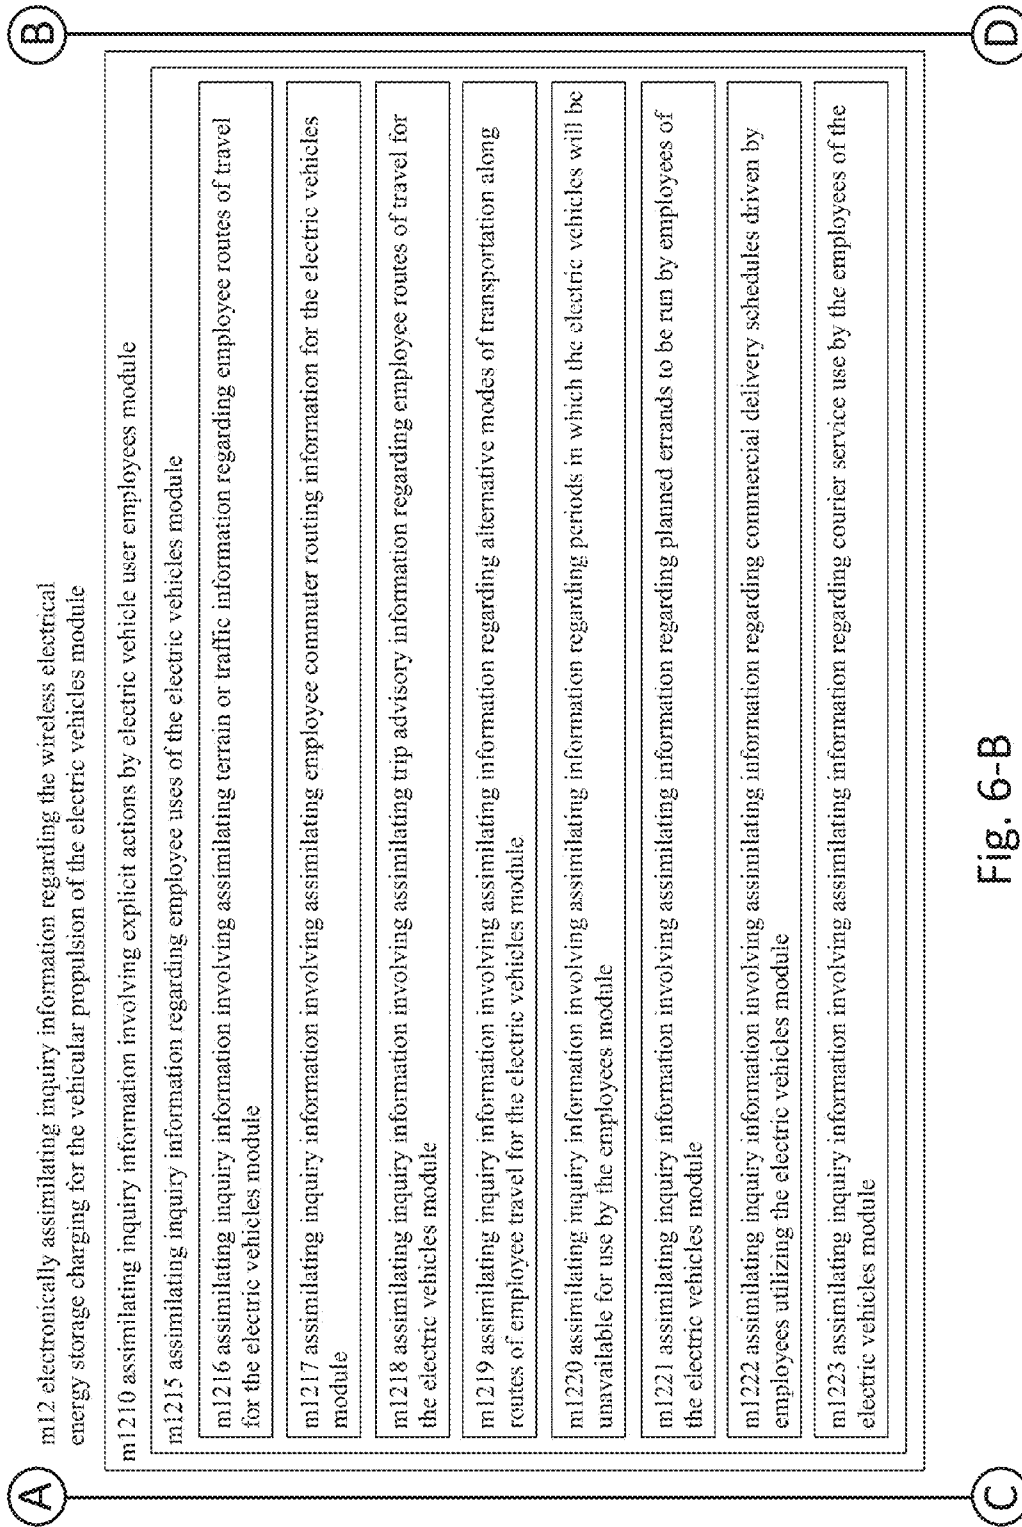 A
B
m12 electronically assimilating inquiry information regarding the wireless electrical
energy storage charging for the vehicular propulsion of the electric vehicles module
m1210 assimilating inquiry information involving explicit actions by electric vehicle user employees module
m1215 assimilating inquiry information regarding employee uses of the electric vehicles module
m1216 assimilating inquiry information involving assimilating terrain or traffic information regarding employee routes of travel
for the electric vehicles module
m1217 assimilating inquiry information involving assimilating employee commuter routing information for the electric vehicles
module
m1218 assimilating inquiry information involving assimilating trip advisory information regarding employee routes of travel for
the electric vehicles module
m1219 assimilating inquiry information involving assimilating information regarding alternative modes of transportation along
routes of employee travel for the electric vehicles module
m1220 assimilating inquiry information involving assimilating information regarding periods in which the electric vehicles will be
unavailable for use by the employees module
m1221 assimilating inquiry information involving assimilating information regarding planned errands to be run by employees of
the electric vehicles module
m1222 assimilating inquiry information involving assimilating information regarding commercial delivery schedules driven by
employees utilizing the electric vehicles module
m1223 assimilating inquiry information involving assimilating information regarding courier service use by the employees of the
electric vehicles module
C
D
Fig. 6-B